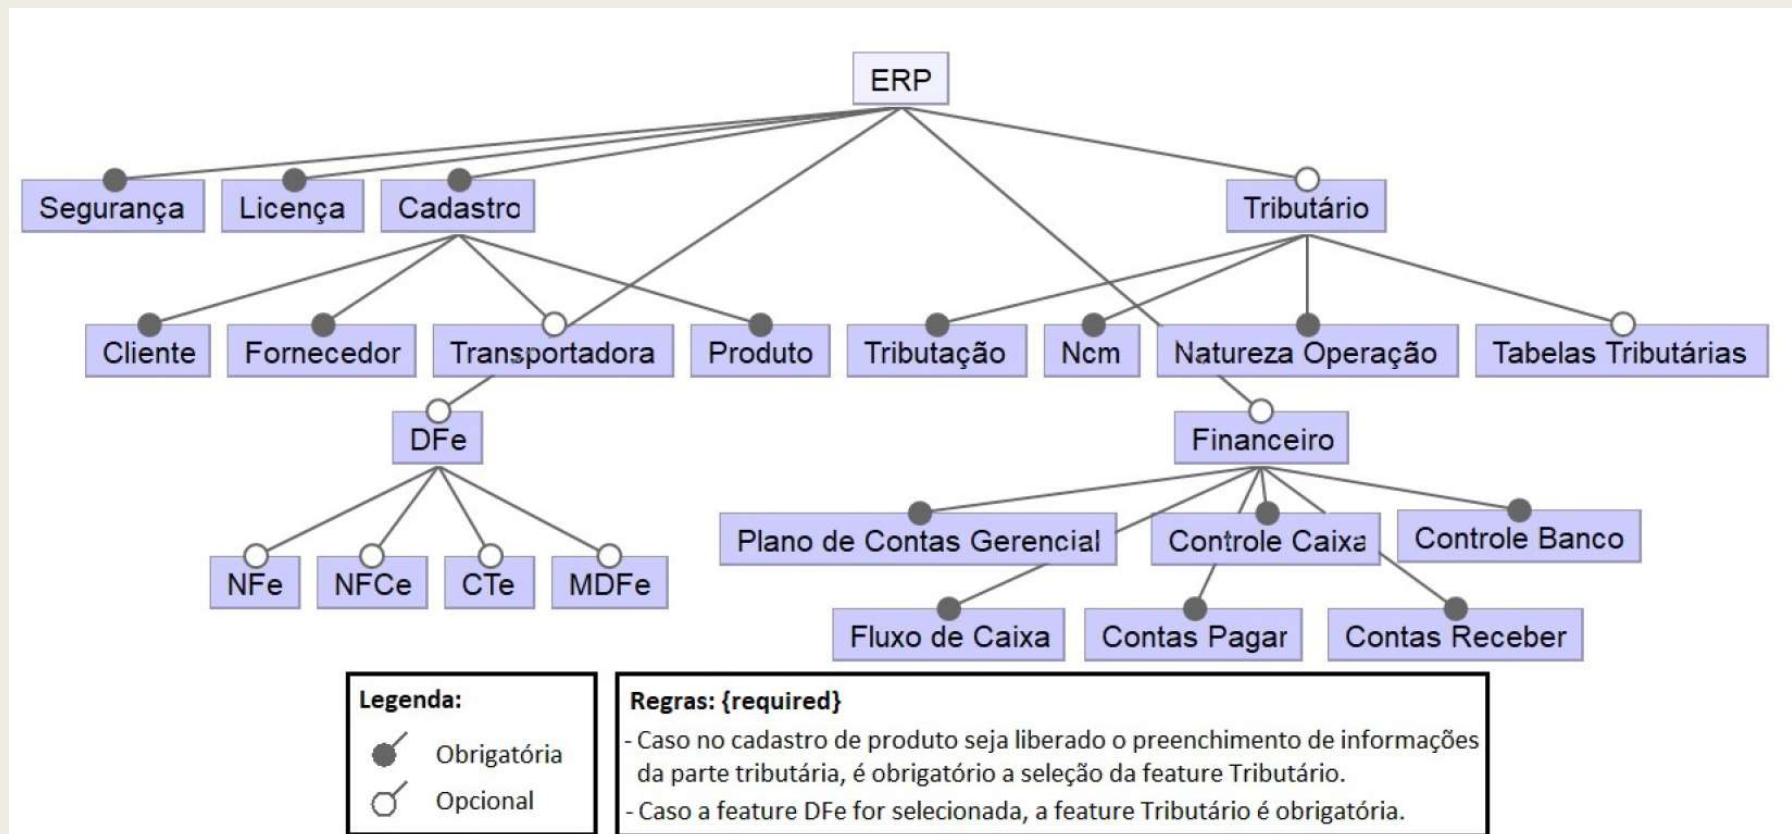 ERP
Segurança
Licença
Cadastro
Tributário
Cliente
Fornecedor
Transportadora
Produto
Tributação
Ncm
Natureza Operação
Tabelas Tributárias
DFe
Financeiro
NFe
NFCe
CTe
MDFe
Plano de Contas Gerencial
Controle Caixa
Controle Banco
Fluxo de Caixa
Contas Pagar
Contas Receber
Legenda:
Obrigatória
Opcional
Regras: {required}
- Caso no cadastro de produto seja liberado o preenchimento de informações
da parte tributária, é obrigatório a seleção da feature Tributário.
- Caso a feature DFe for selecionada, a feature Tributário é obrigatória.